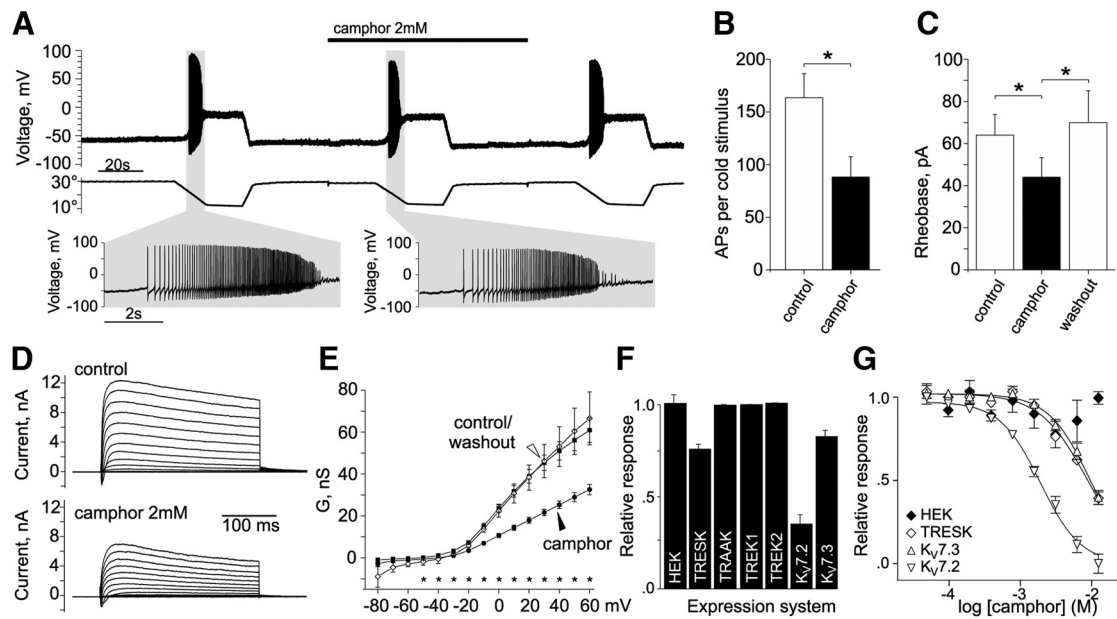 A
camphor 2mM
Voltage, mV
100
50
0
-50
-100
20s
30°
10°
Voltage, mV
100
0
-100
2s
Voltage, mV
100
0
-100
B
APs per cold stimulus
200
150
100
50
0
*
control
camphor
C
Rheobase, pA
100
80
60
40
20
0
* *
control
camphor
washout
D
control
Current, nA
12
8
4
0
camphor 2mM
100 ms
Current, nA
12
8
4
0
E
G, nS
80
60
40
20
0
control/
washout
camphor
* * * * * * * * * * * *
-80 -60 -40 -20 0 20 40 60 mV
F
Relative response
1.0
.5
.0
HEK
TRESK
TRAAK
TREK1
TREK2
KV7.2
KV7.3
Expression system
G
Relative response
1.0
.5
0
HEK
TRESK
KV7.3
KV7.2
-4 -3 -2
log [camphor] (M)